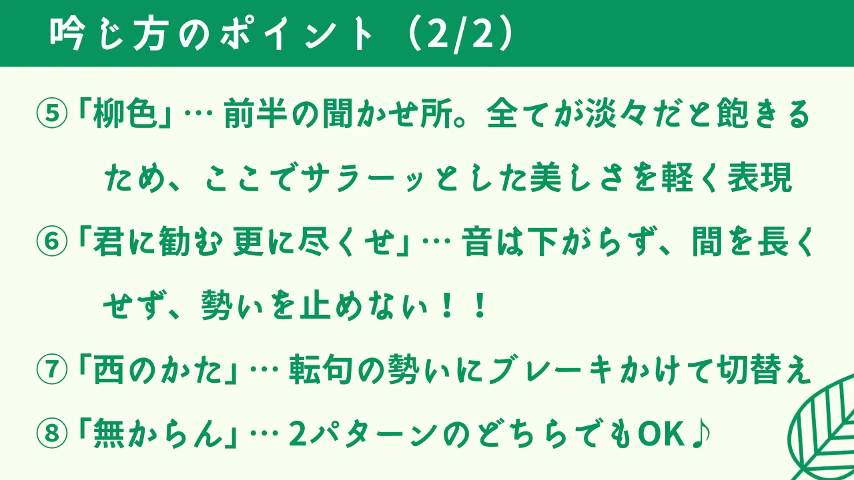 吟じ方のポイント（2/2）
⑤「柳色」… 前半の聞かせ所。全てが淡々だと飽きる
ため、ここでサラーッとした美しさを軽く表現
⑥「君に勧む 更に尽くせ」… 音は下がらず、間を長く
せず、勢いを止めない！！
⑦「西のかた」… 転句の勢いにブレーキかけて切替え
⑧「無からん」… 2パターンのどちらでもOK♪